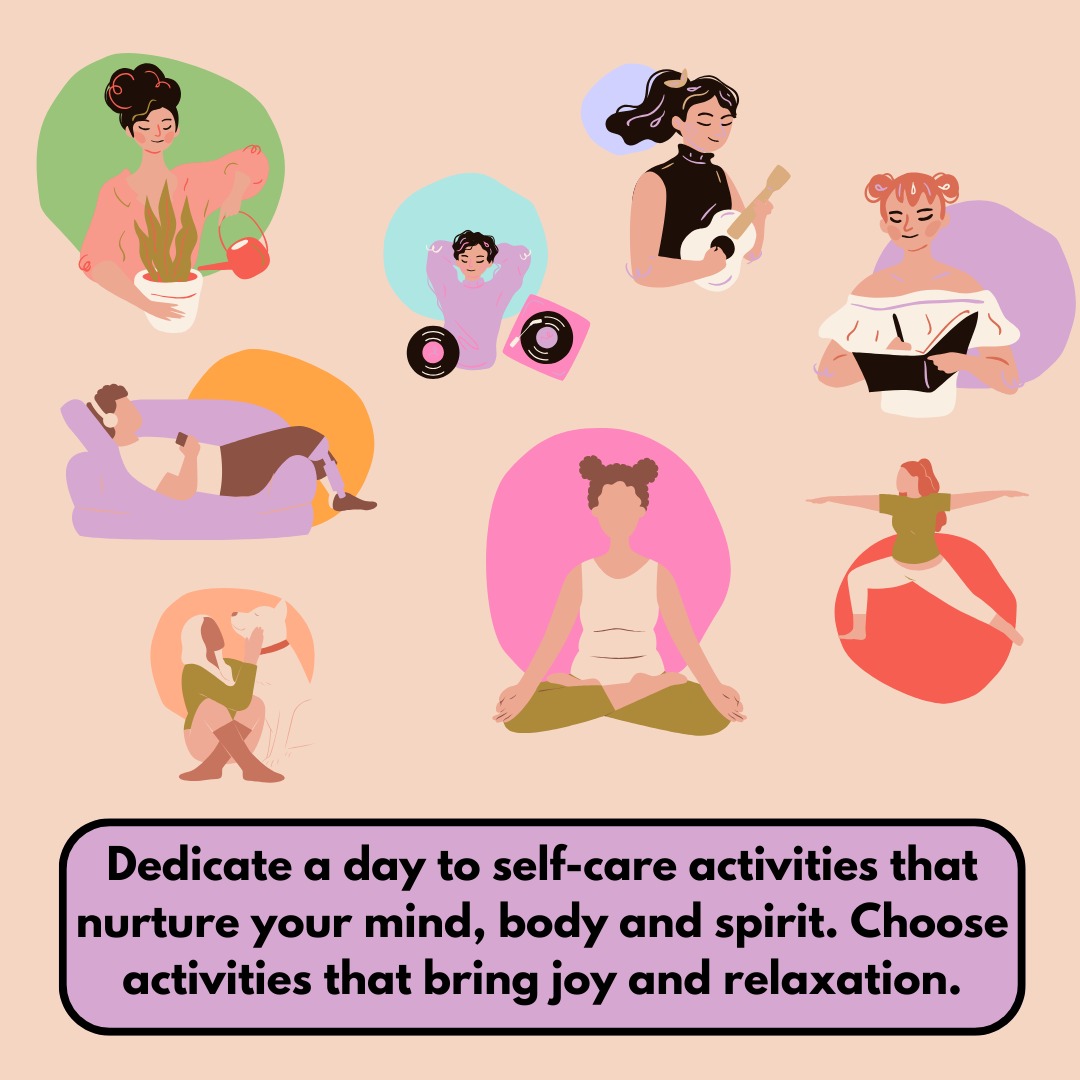 Dedicate a day to self-care activities that
nurture your mind, body and spirit. Choose
activities that bring joy and relaxation.